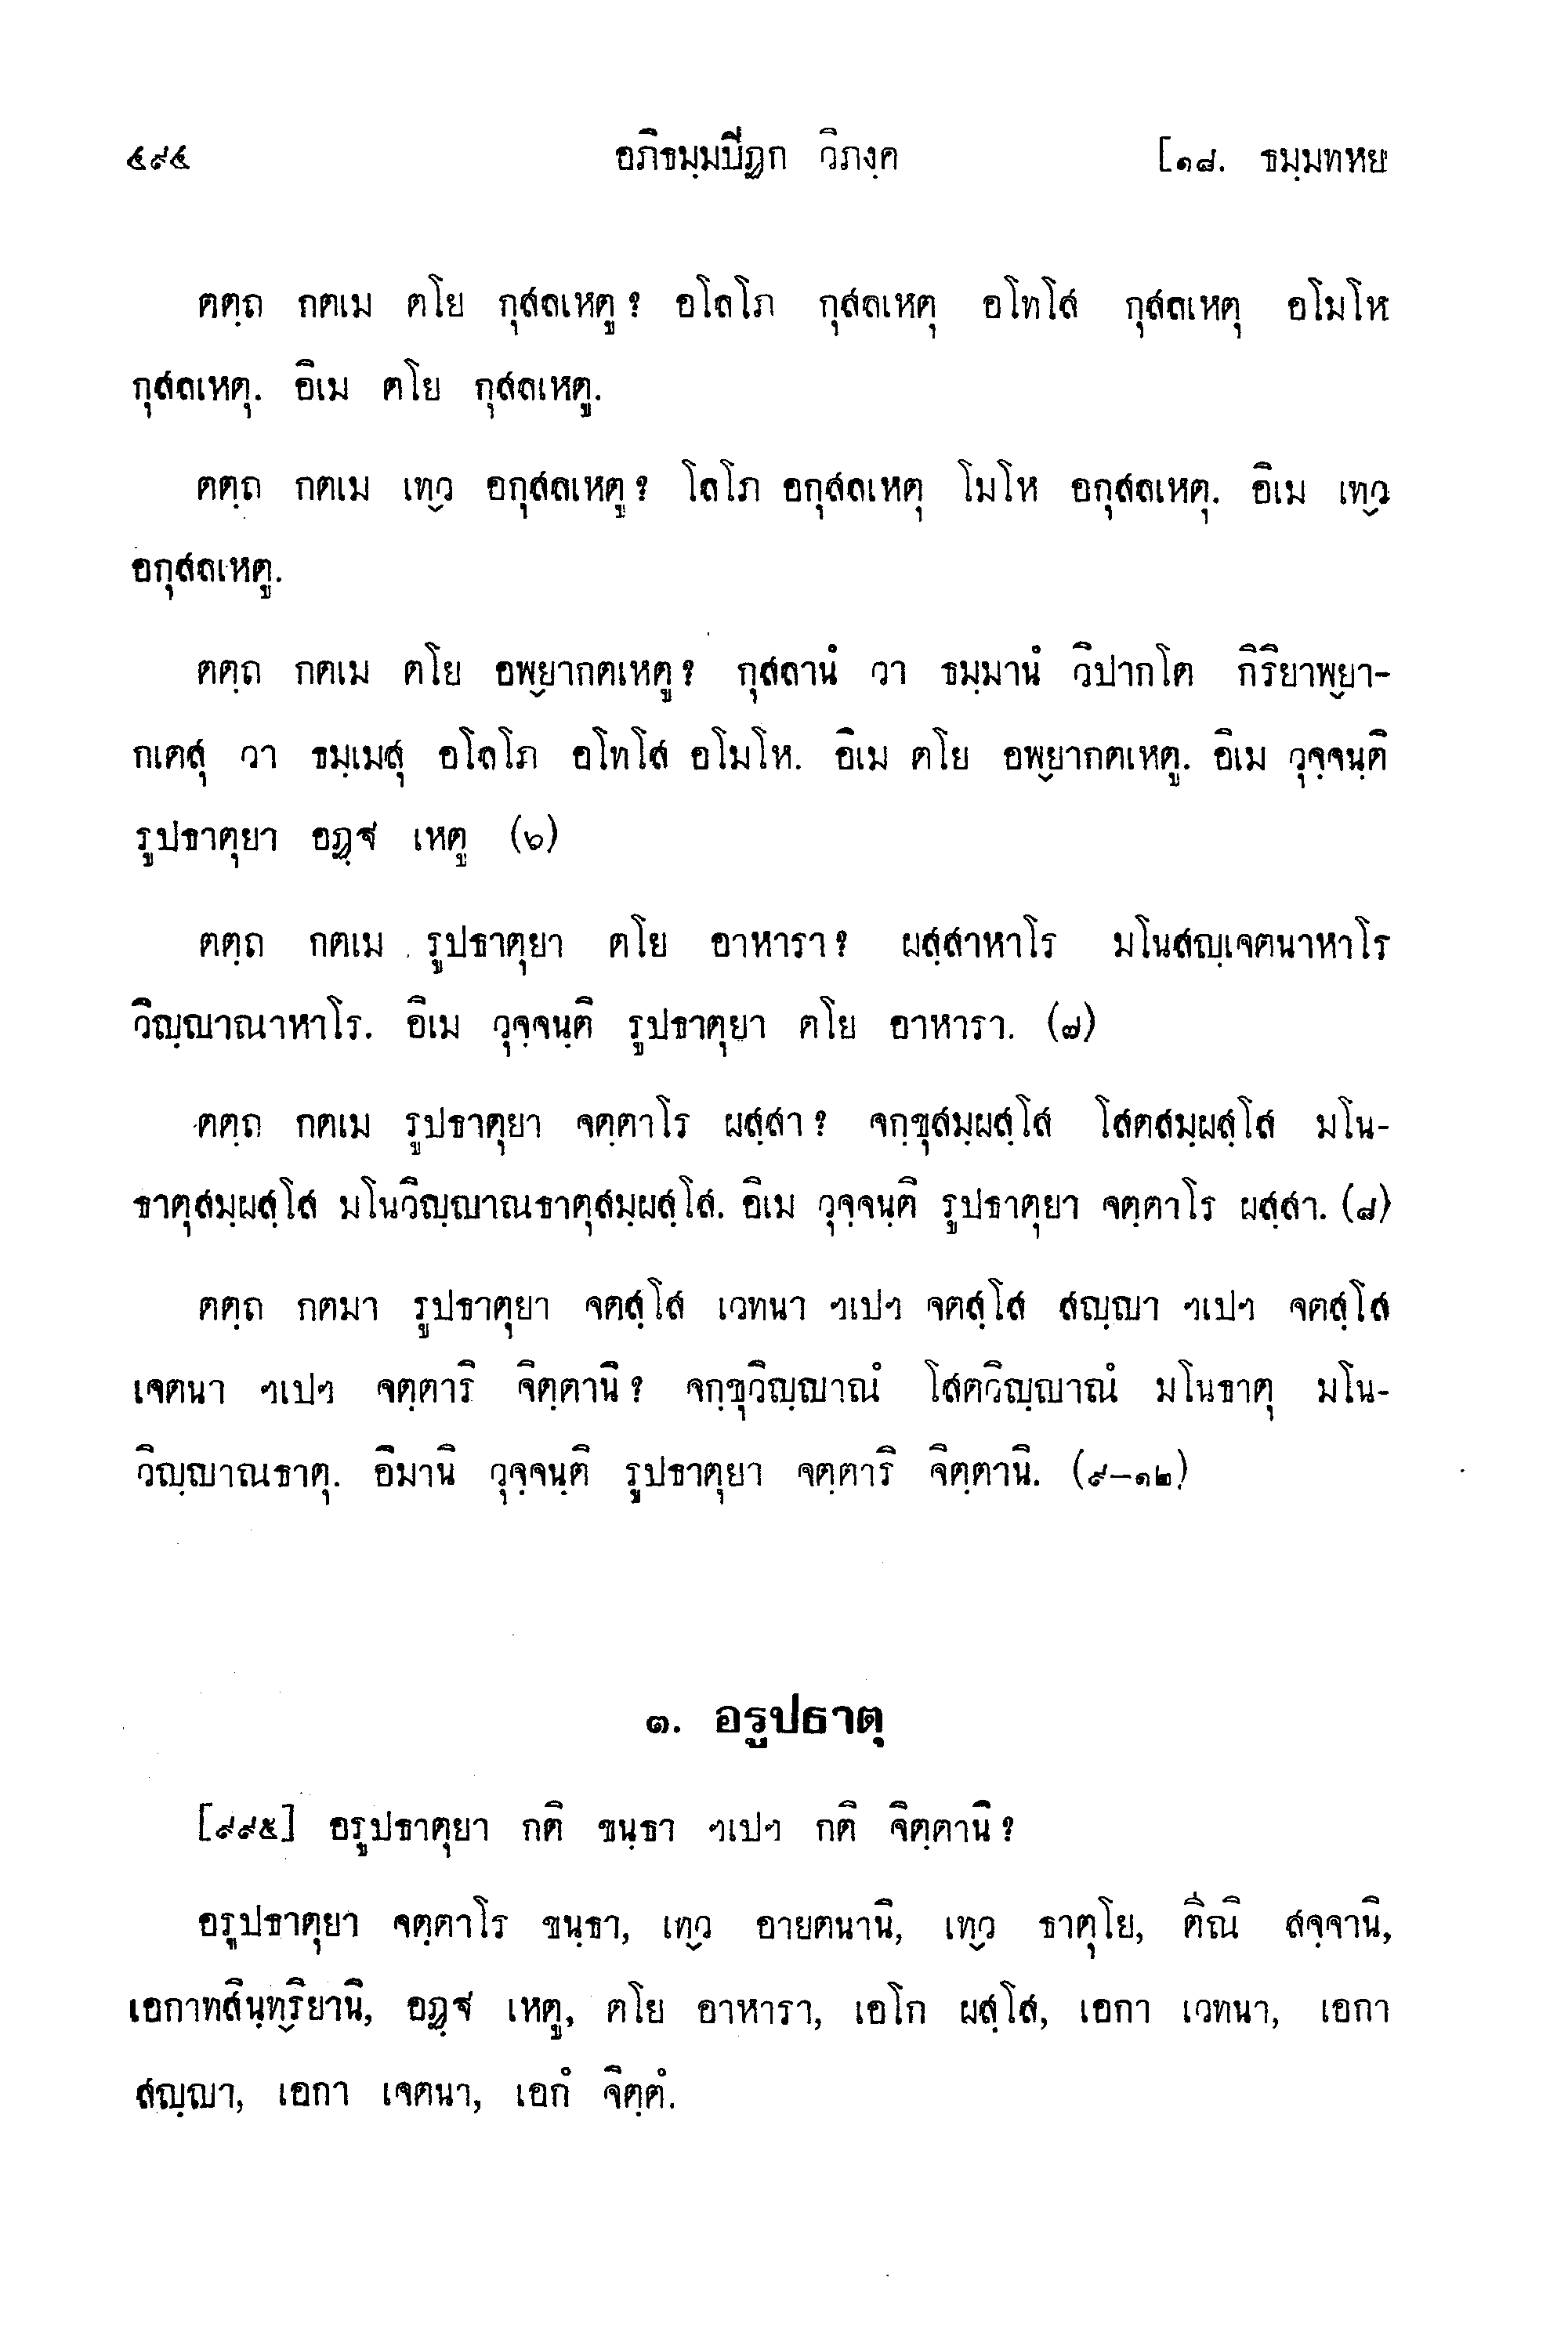 ๕๙๕ อภิธมฺมปิฏก วิภงฺค [๑๘. ธมฺมทหย
ตตฺถ กตเม ตโย กุสลเหตู? อโลโภ กุสลเหตุ อโทโส กุสลเหตุ อโมโห
กุสลเหตุ. อิเม ตโย กุสลเหตู.
ตตฺถ กตเม เทฺว อกุสลเหตู? โลโภ อกุสลเหตุ โมโห อกุสลเหตุ. อิเม เทฺว
อกุสลเหตู.
ตตฺถ กตเม ตโย อพฺยากตเหตู? กุสลานํ วา ธมฺมานํ วิปากโต กิริยาพฺยา-
กเตสุ วา ธมฺเมสุ อโลโภ อโทโส อโมโห. อิเม ตโย อพฺยากตเหตู. อิเม วุจฺจนฺติ
รูปธาตุยา อฏฺฐ เหตู (๖)
ตตฺถ กตเม รูปธาตุยา ตโย อาหารา? ผสฺสาหาโร มโนสญฺเจตนาหาโร
วิญฺญาณาหาโร. อิเม วุจฺจนฺติ รูปธาตุยา ตโย อาหารา. (๗)
ตตฺถ กตเม รูปธาตุยา จตฺตาโร ผสฺสา? จกฺขุสมฺผสฺโส โสตสมฺผสฺโส มโน-
ธาตุสมฺผสฺโส มโนวิญฺญาณธาตุสมฺผสฺโส. อิเม วุจฺจนฺติ รูปธาตุยา จตฺตาโร ผสฺสา. (๘)
ตตฺถ กตมา รูปธาตุยา จตสฺโส เวทนา ฯเปฯ จตสฺโส สญฺญา ฯเปฯ จตสฺโส
เจตนา ฯเปฯ จตฺตาริ จิตฺตานิ? จกฺขุวิญฺญาณํ โสตวิญฺญาณํ มโนธาตุ มโน-
วิญฺญาณธาตุ. อิมานิ วุจฺจนฺติ รูปธาตุยา จตฺตาริ จิตฺตานิ. (๙-๑๒)
๓. อรูปธาตุ
[๙๙๕] อรูปธาตุยา กติ ขนฺธา ฯเปฯ กติ จิตฺตานิ?
อรูปธาตุยา จตฺตาโร ขนฺธา, เทฺว อายตนานิ, เทฺว ธาตุโย, ตีณิ สจฺจานิ,
เอกาทสินฺทฺริยานิ, อฏฺฐ เหตู, ตโย อาหารา, เอโก ผสฺโส, เอกา เวทนา, เอกา
สญฺญา, เอกา เจตนา, เอกํ จิตฺตํ.